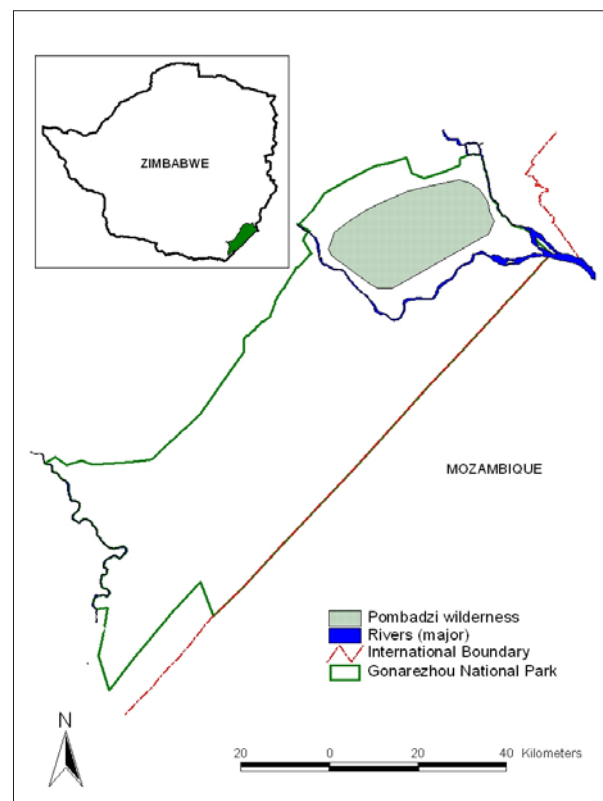 ZIMBABWE
MOZAMBIQUE
Pombadzi wilderness
Rivers (major)
International Boundary
Gonarezhou National Park
N
20 0 20 40 Kilometers